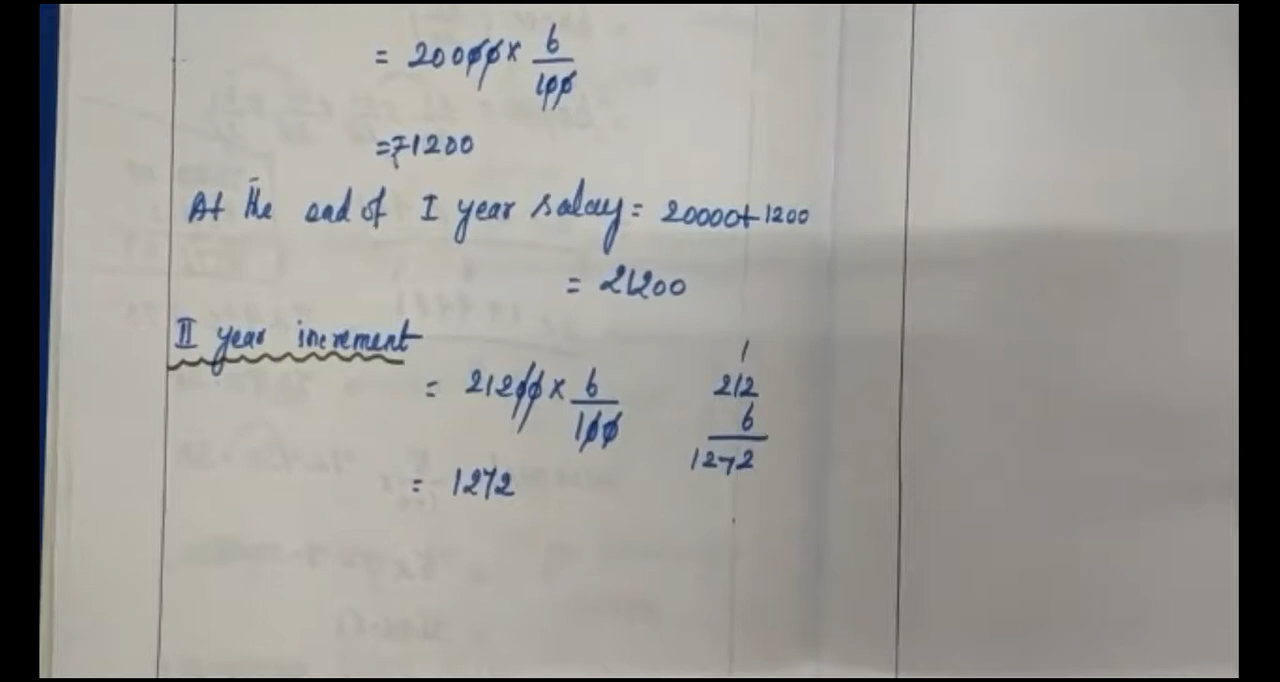 = 20000 × 6/100
= ₹1200
At the end of I year salay = 20000+1200
= 21200
II year increment
= 21200 × 6/100
= 1272
1
212
6
1272